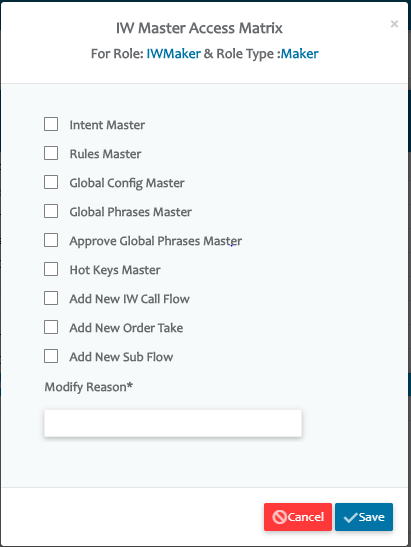 IW Master Access Matrix
×
For Role: IWMaker & Role Type :Maker
Intent Master
Rules Master
Global Config Master
Global Phrases Master
Approve Global Phrases Master
Hot Keys Master
Add New IW Call Flow
Add New Order Take
Add New Sub Flow
Modify Reason*
Cancel Save